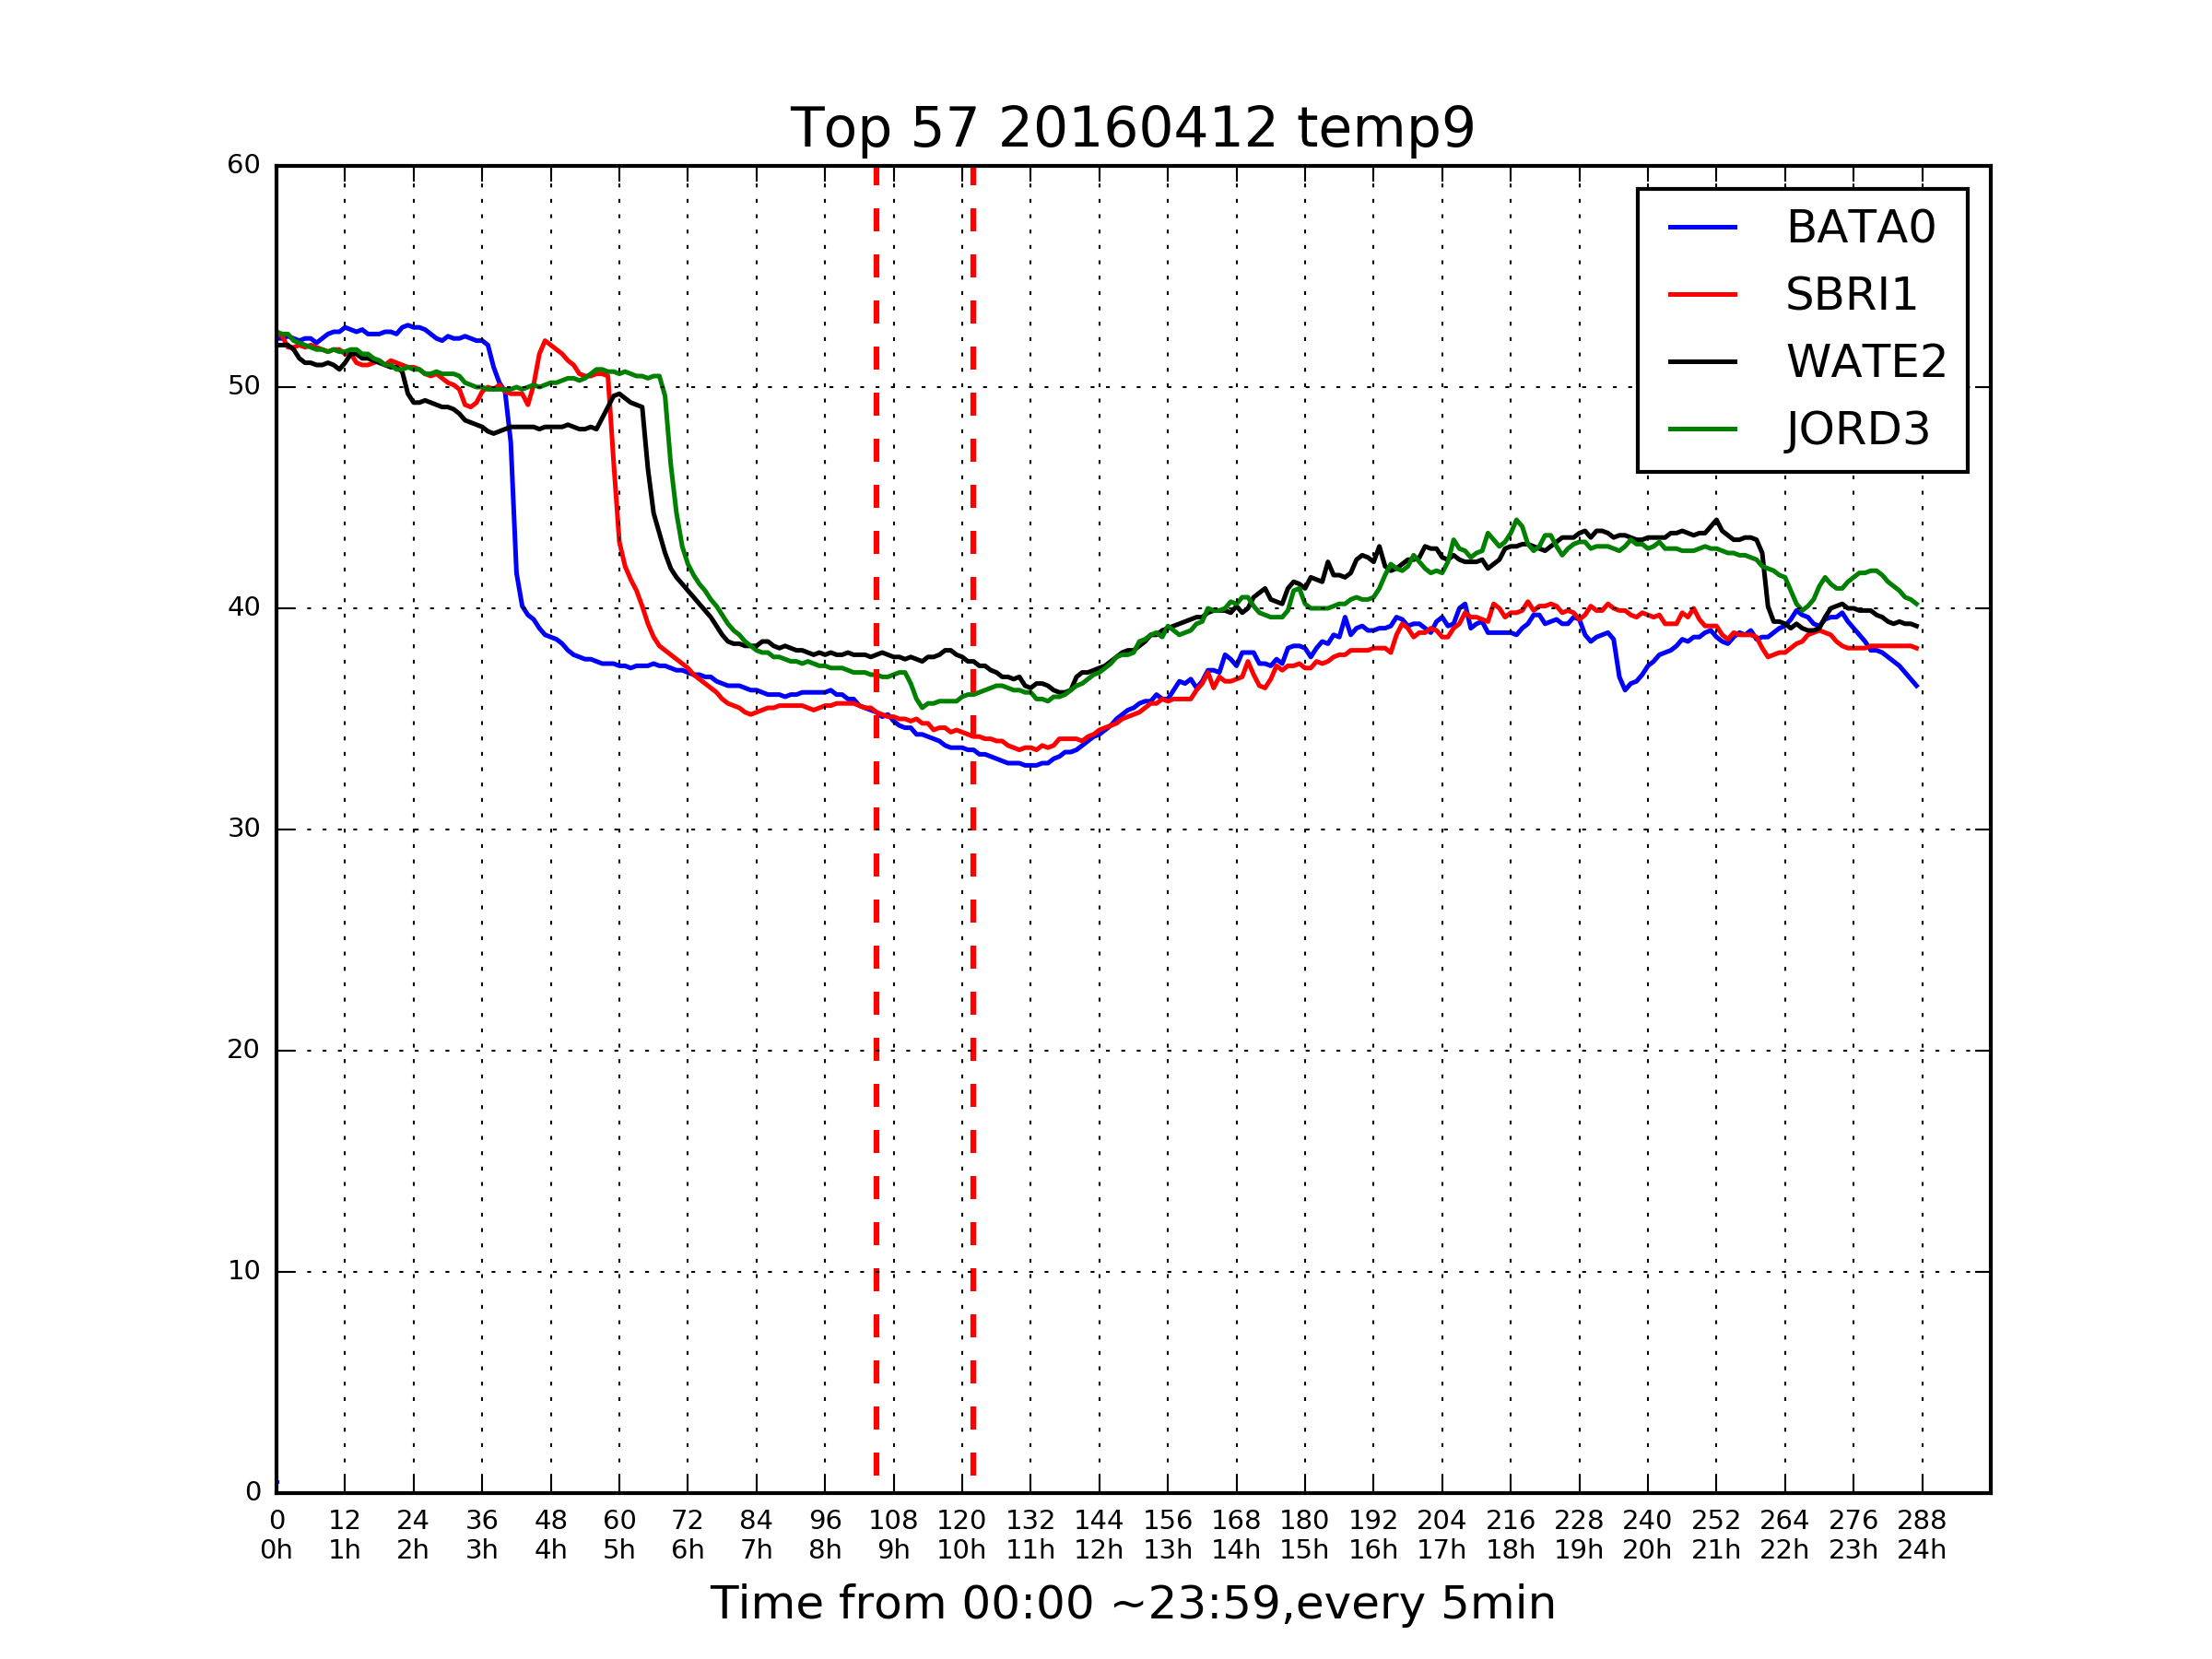 Top 57 20160412 temp9
60
50
40
30
20
10
0
BATA0
SBRI1
WATE2
JORD3
0 12 24 36 48 60 72 84 96 108 120 132 144 156 168 180 192 204 216 228 240 252 264 276 288
0h 1h 2h 3h 4h 5h 6h 7h 8h 9h 10h 11h 12h 13h 14h 15h 16h 17h 18h 19h 20h 21h 22h 23h 24h
Time from 00:00 ~23:59,every 5min